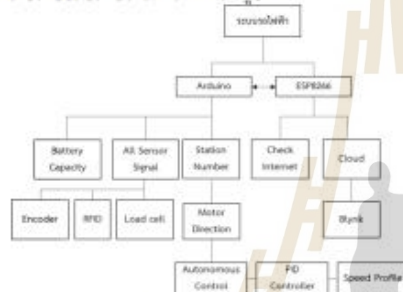 ระบบรถไฟฟ้า
Arduino
ESP8266
Battery
Capacity
All Sensor
Signal
Station
Number
Check
Internet
Cloud
Encoder
RFID
Load cell
Motor
Direction
Blynk
Autonomous
Control
PID
Controller
Speed Profile